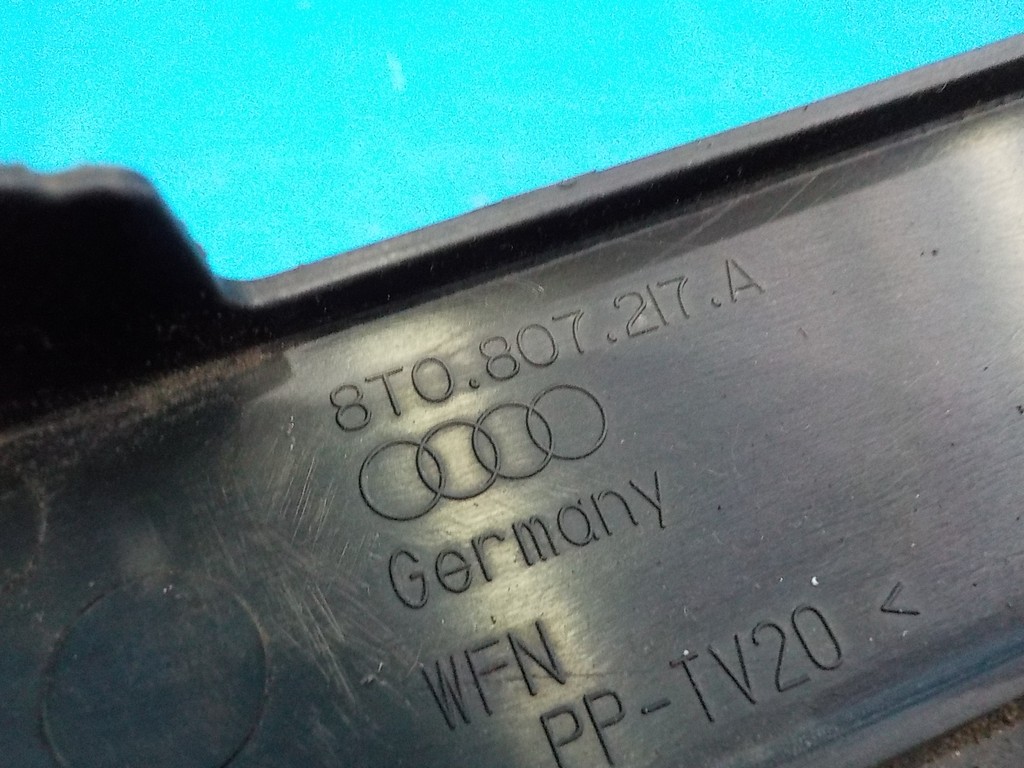 8T0.807.217.A
Germany
WFN
PP-TV20 <